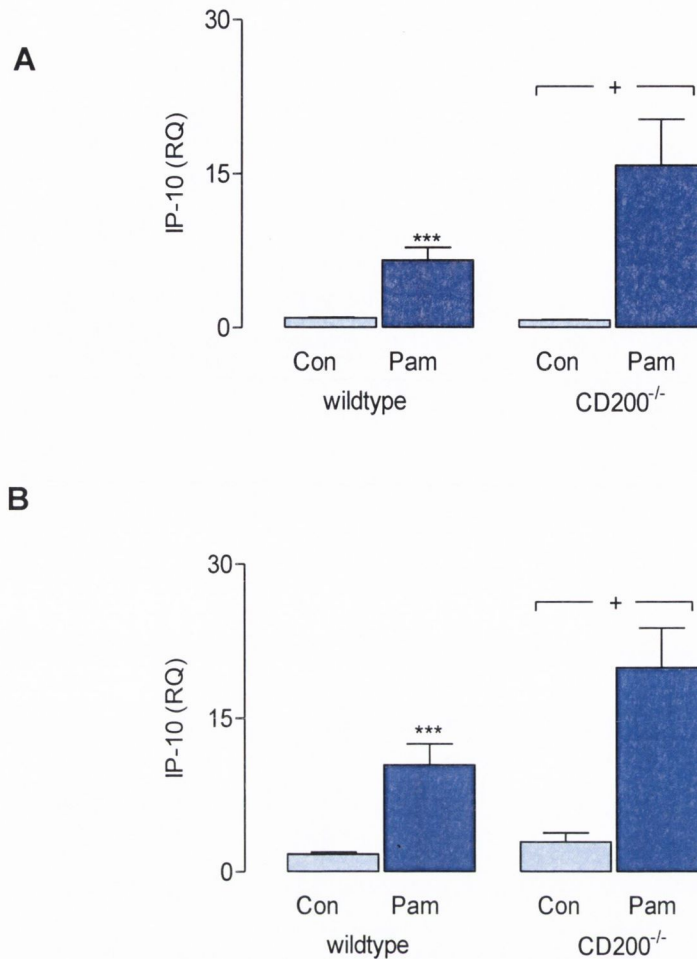 A
30
15
0
IP-10 (RQ)
***
+
Con Pam Con Pam
wildtype CD200-/-
B
30
15
0
IP-10 (RQ)
***
+
Con Pam Con Pam
wildtype CD200-/-